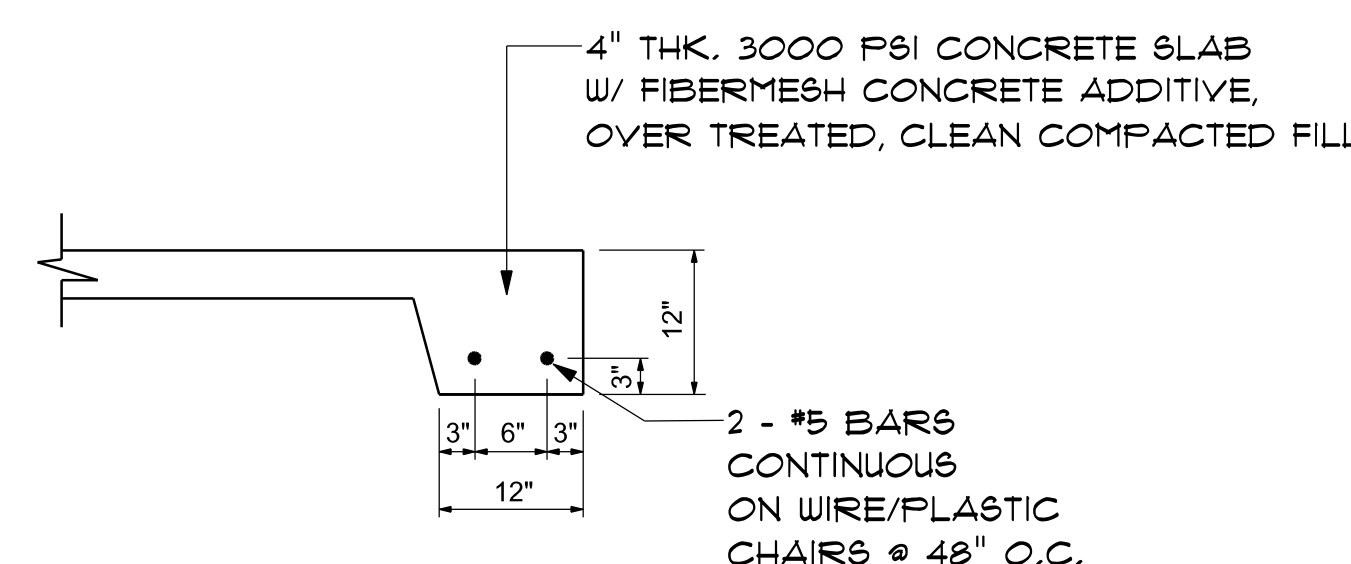 4" THK. 3000 PSI CONCRETE SLAB
W/ FIBERMESH CONCRETE ADDITIVE,
OVER TREATED, CLEAN COMPACTED FILL
12"
3"
3" 6" 3"
12"
2 - #5 BARS
CONTINUOUS
ON WIRE/PLASTIC
CHAIRS @ 48" O.C.